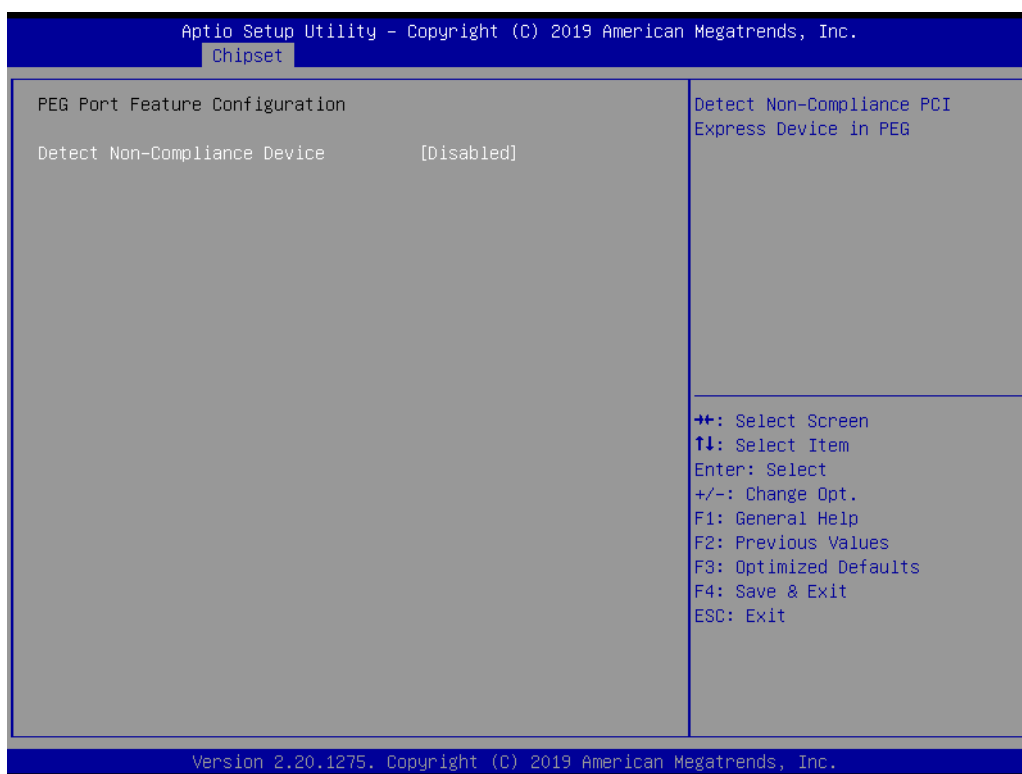 Aptio Setup Utility – Copyright (C) 2019 American Megatrends, Inc.
Chipset
PEG Port Feature Configuration
Detect Non-Compliance Device [Disabled]
Detect Non-Compliance PCI
Express Device in PEG
→←: Select Screen
↑↓: Select Item
Enter: Select
+/-: Change Opt.
F1: General Help
F2: Previous Values
F3: Optimized Defaults
F4: Save & Exit
ESC: Exit
Version 2.20.1275. Copyright (C) 2019 American Megatrends, Inc.